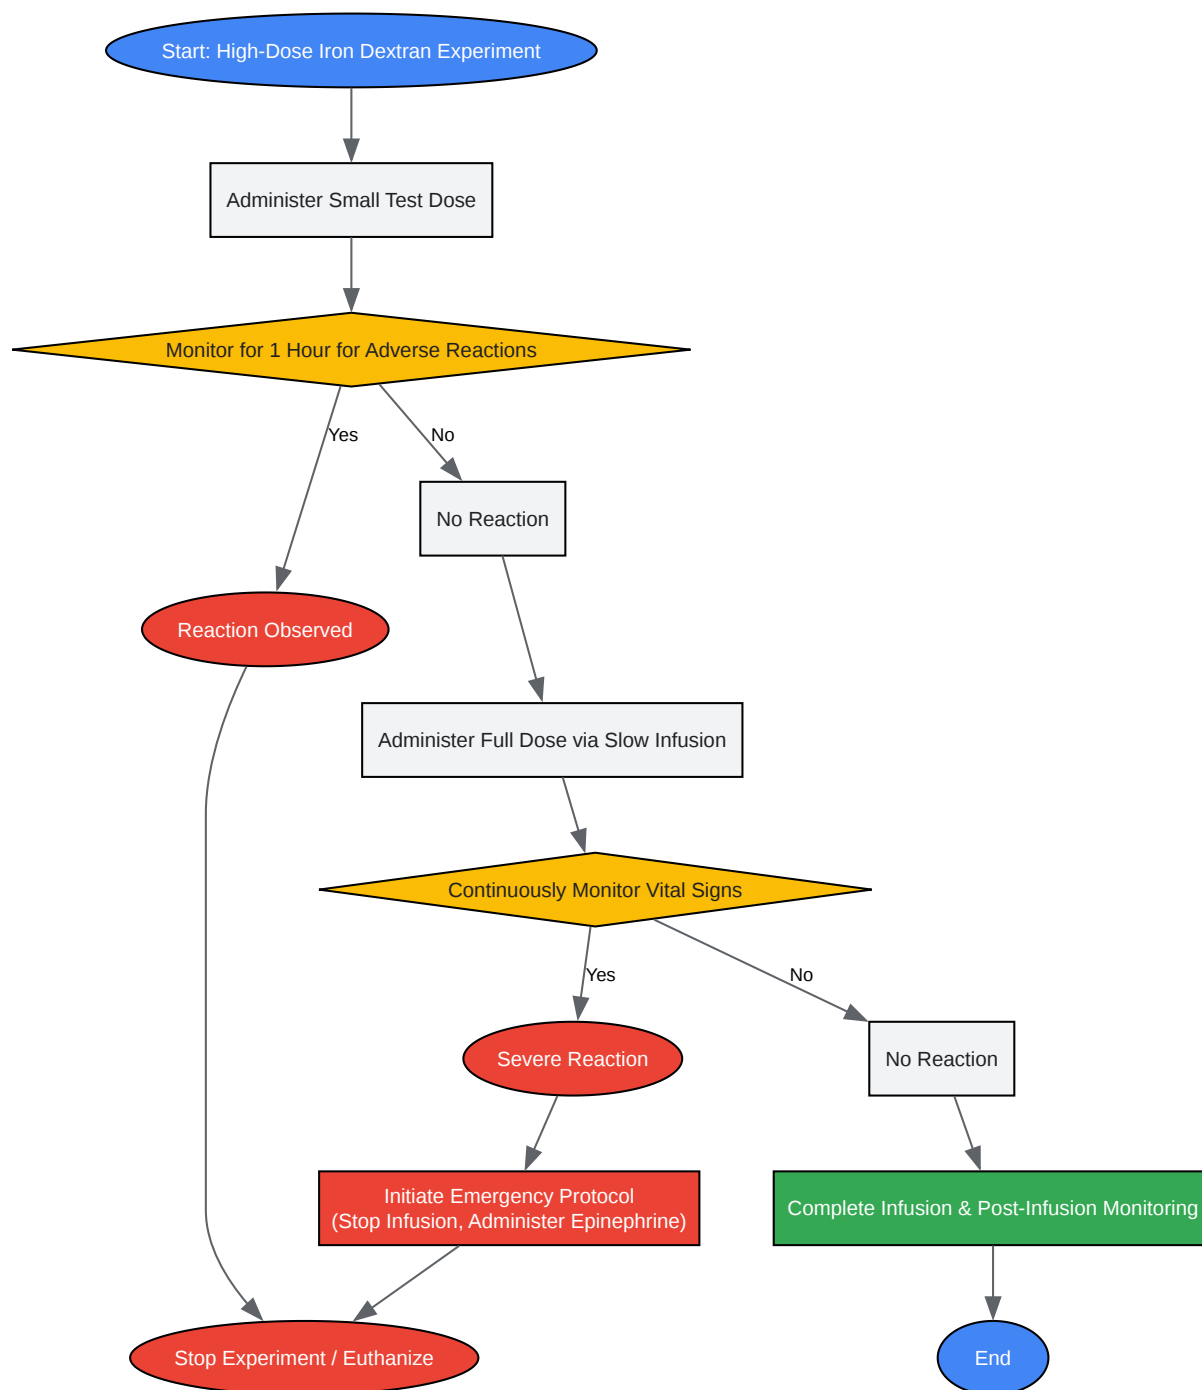 Start: High-Dose Iron Dextran Experiment
Administer Small Test Dose
Monitor for 1 Hour for Adverse Reactions
Yes
No
No Reaction
Reaction Observed
Administer Full Dose via Slow Infusion
Continuously Monitor Vital Signs
Yes
No
Severe Reaction
No Reaction
Initiate Emergency Protocol
(Stop Infusion, Administer Epinephrine)
Complete Infusion & Post-Infusion Monitoring
Stop Experiment / Euthanize
End